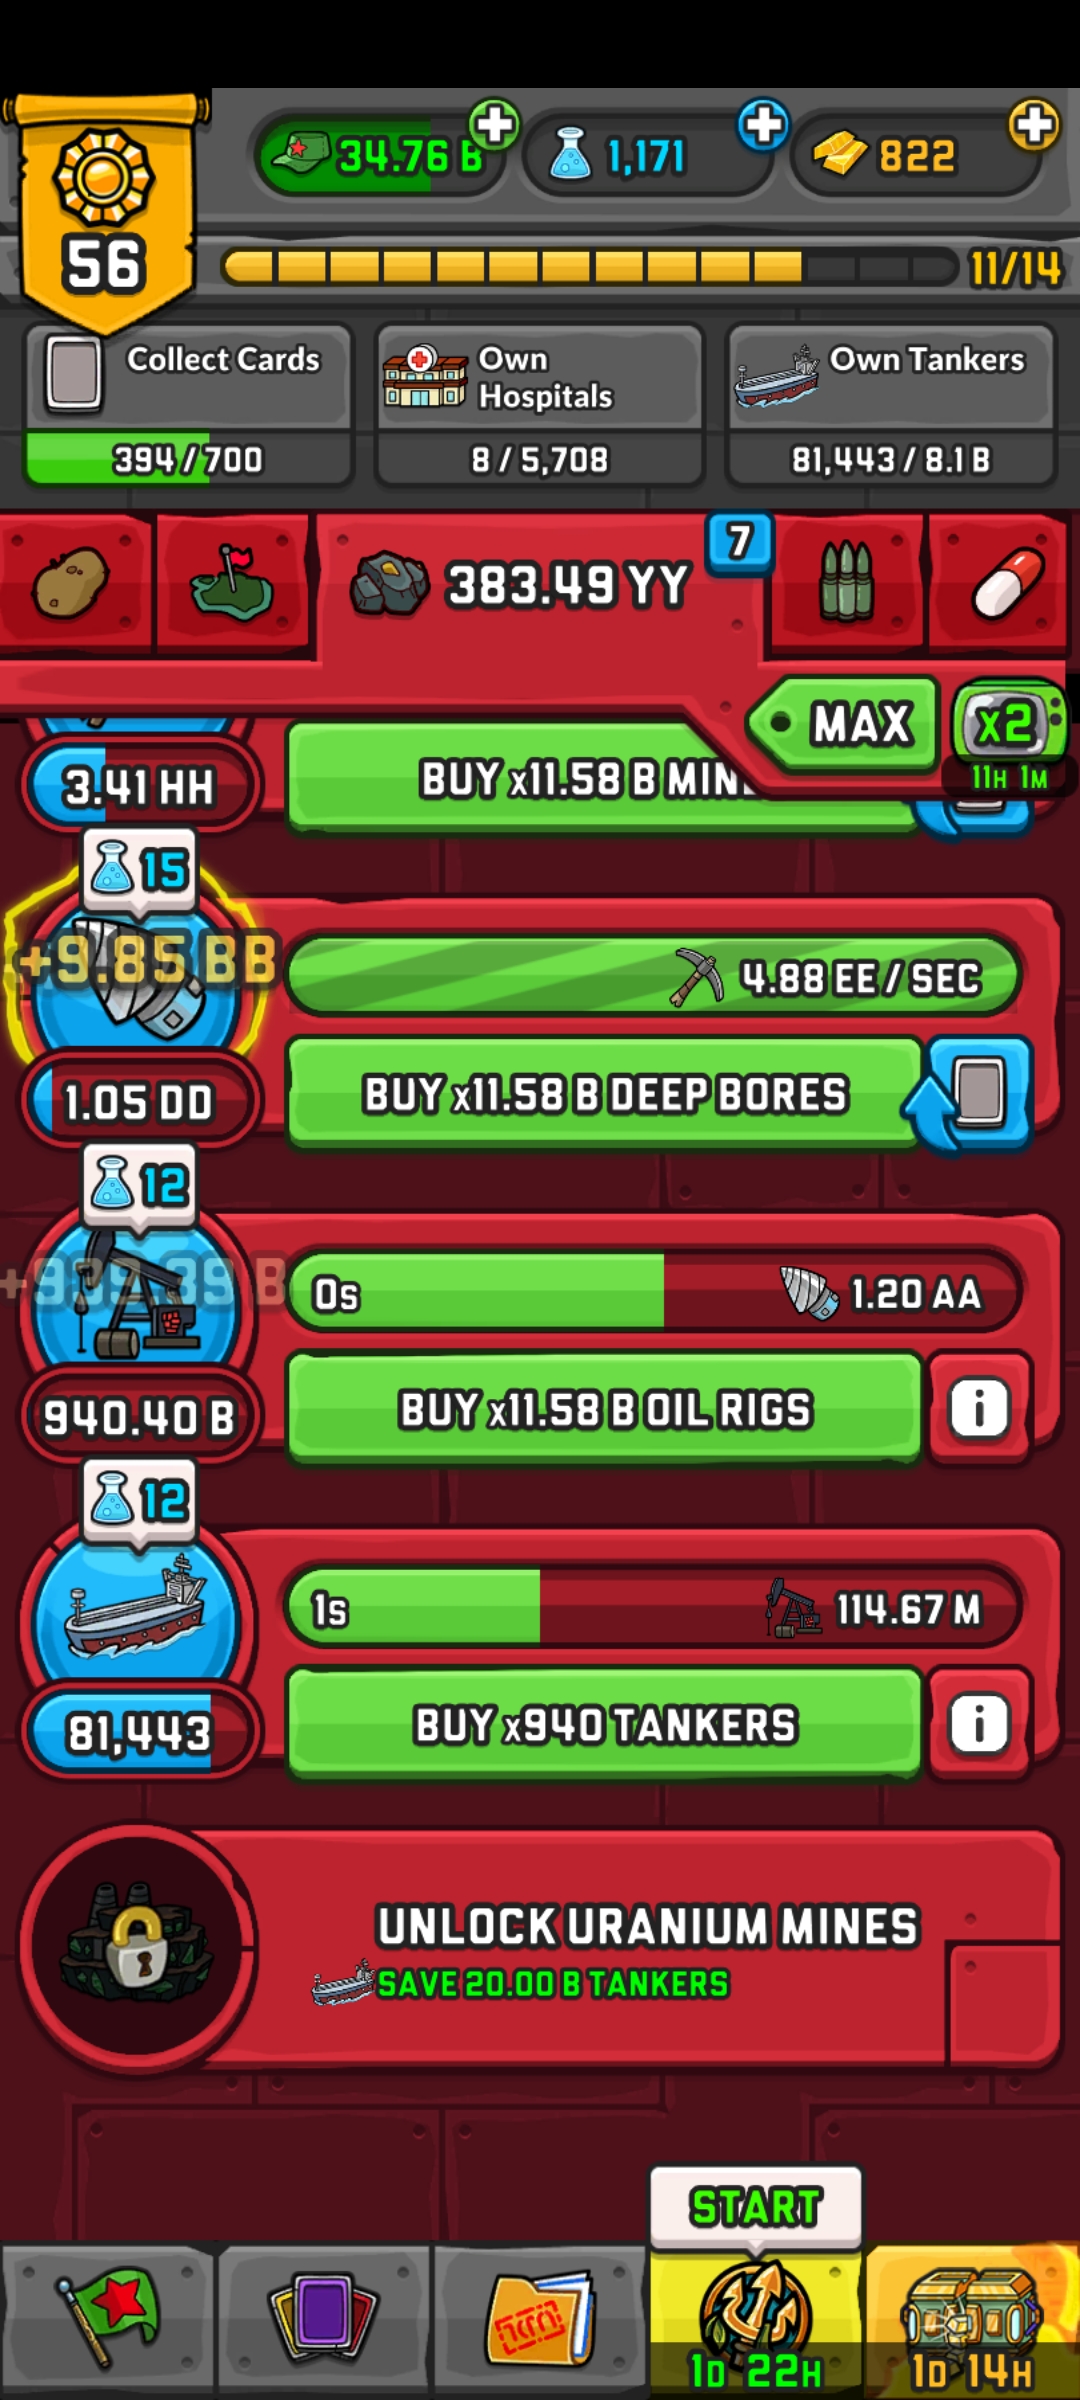 56
34.76 B
1,171
822
11/14
Collect Cards
394/700
Own
Hospitals
8/5,708
Own Tankers
81,443/8.1 B
383.49 YY
7
MAX
x2
11H 1M
3.41 HH
BUY x11.58 B
15
+9.85 BB
4.88 EE/SEC
1.05 DD
BUY x11.58 B DEEP BORES
12
0s
1.20 AA
940.40 B
BUY x11.58 B OIL RIGS
12
1s
114.67 M
81,443
BUY x940 TANKERS
UNLOCK URANIUM MINES
SAVE 20.00 B TANKERS
START
1D 22H
1D 14H